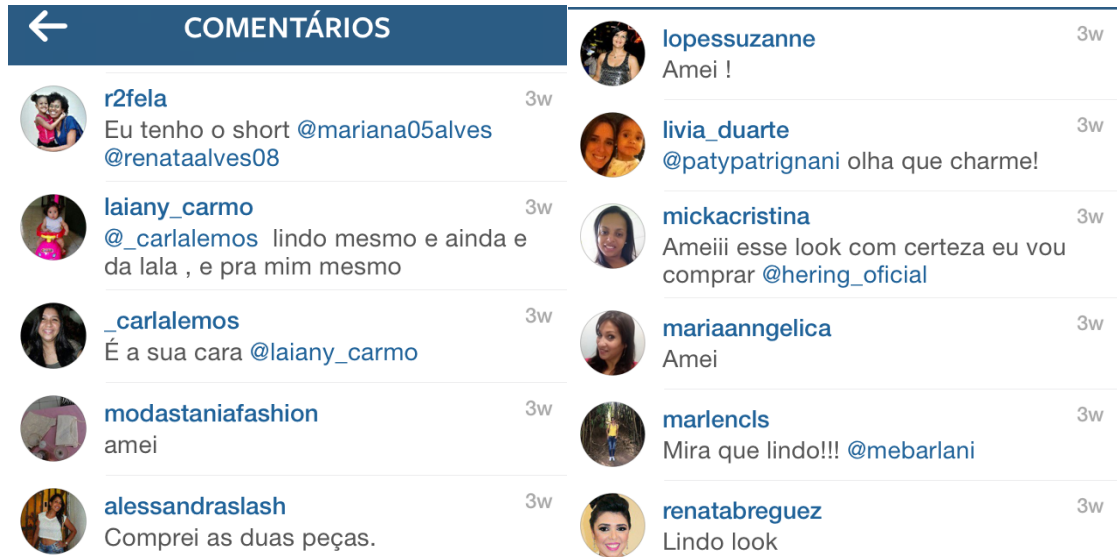 COMENTÁRIOS
r2fela 3w
Eu tenho o short @mariana05alves
@renataalves08
laiany_carmo 3w
@_carlalemos lindo mesmo e ainda e
da lala , e pra mim mesmo
_carlalemos 3w
É a sua cara @laiany_carmo
modastaniafashion 3w
amei
alessandraslash 3w
Comprei as duas peças.
lopessuzanne 3w
Amei !
livia_duarte 3w
@patypatrignani olha que charme!
mickacristina 3w
Ameiii esse look com certeza eu vou
comprar @hering_oficial
mariaanngelica 3w
Amei
marlencls 3w
Mira que lindo!!! @mebarlani
renatabreguez 3w
Lindo look